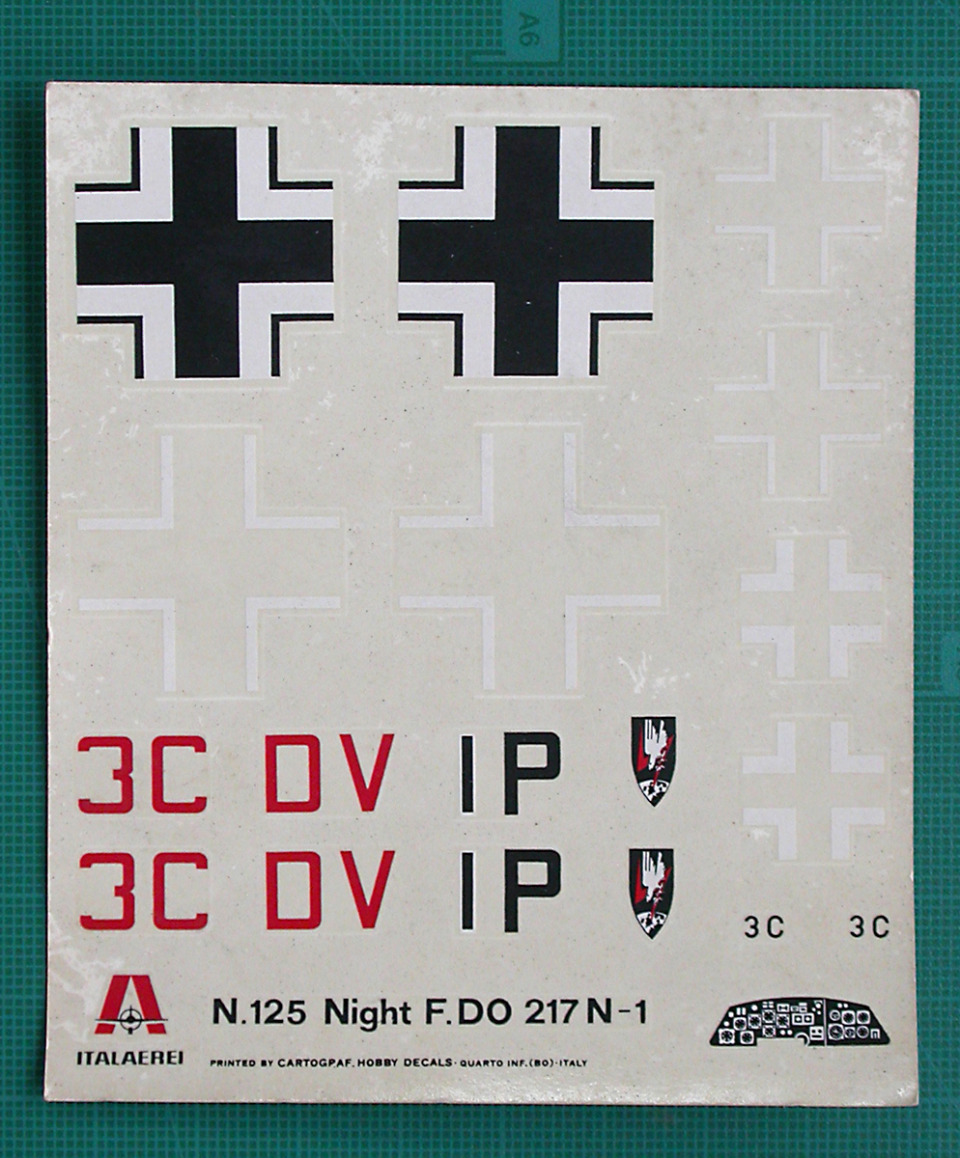 A6
3C DV IP
3C DV IP
3C 3C
N.125 Night F.DO 217 N-1
ITALAEREI
PRINTED BY CARTOGRAF. HOBBY DECALS · QUARTO INF. (BO) · ITALY